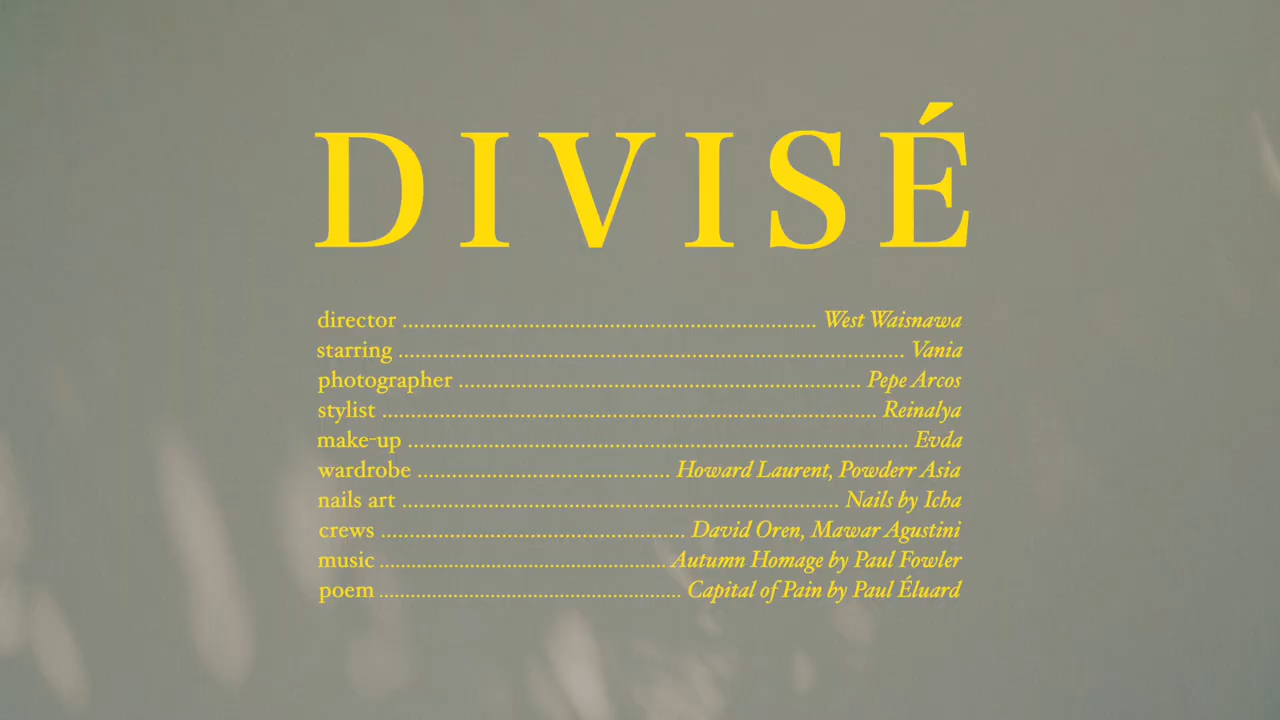 DIVISÉ
director ........................................................................................ West Waisnawa
starring ........................................................................................................... Vania
photographer ..................................................................................... Pepe Arcos
stylist ......................................................................................................... Reinalya
make-up .......................................................................................................... Evda
wardrobe ...................................................... Howard Laurent, Powderr Asia
nails art ............................................................................................ Nails by Icha
crews ................................................................ David Oren, Mawar Agustini
music ............................................................. Autumn Homage by Paul Fowler
poem ................................................................ Capital of Pain by Paul Éluard